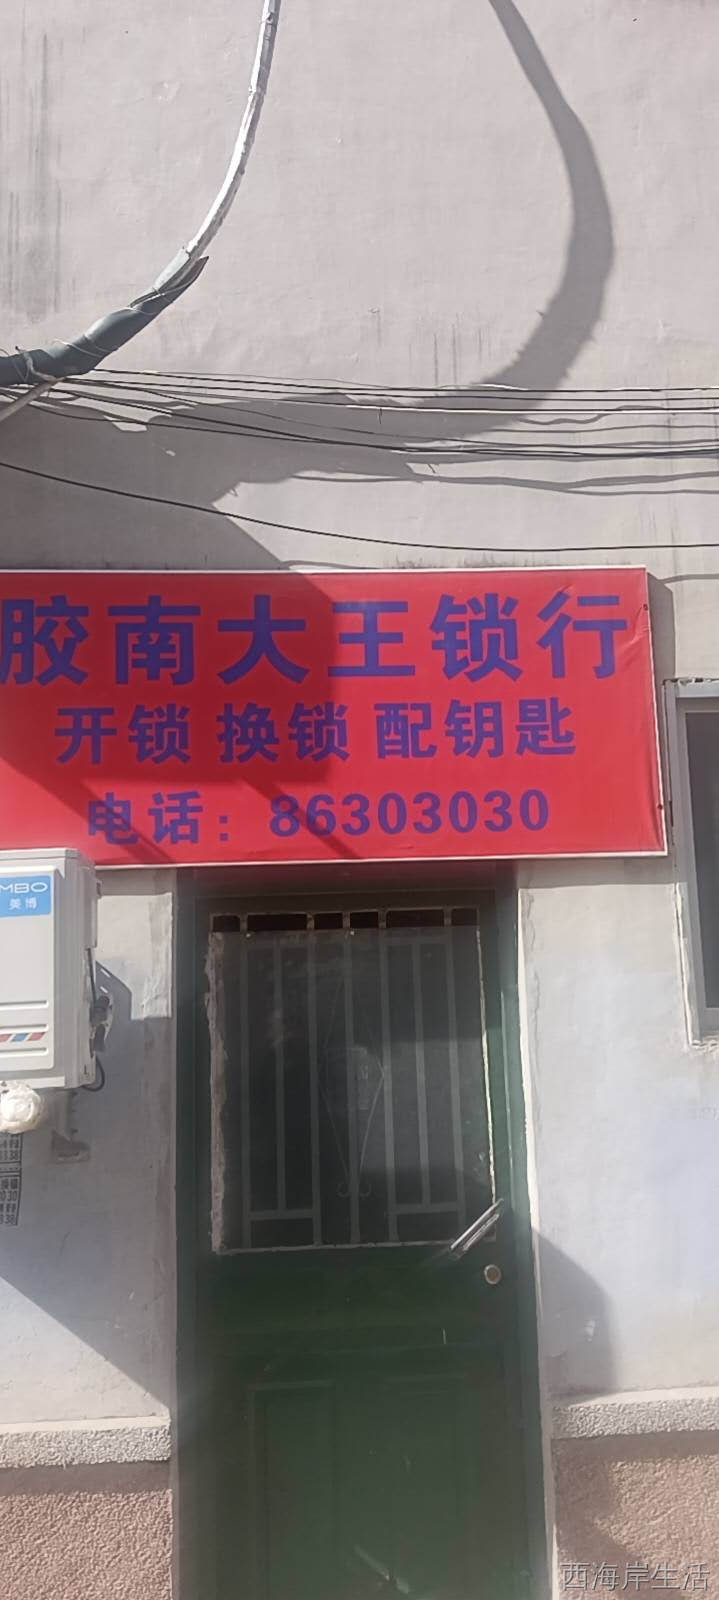 胶南大王锁行
开锁 换锁 配钥匙
电话：86303030
MBO
美博
西海岸生活